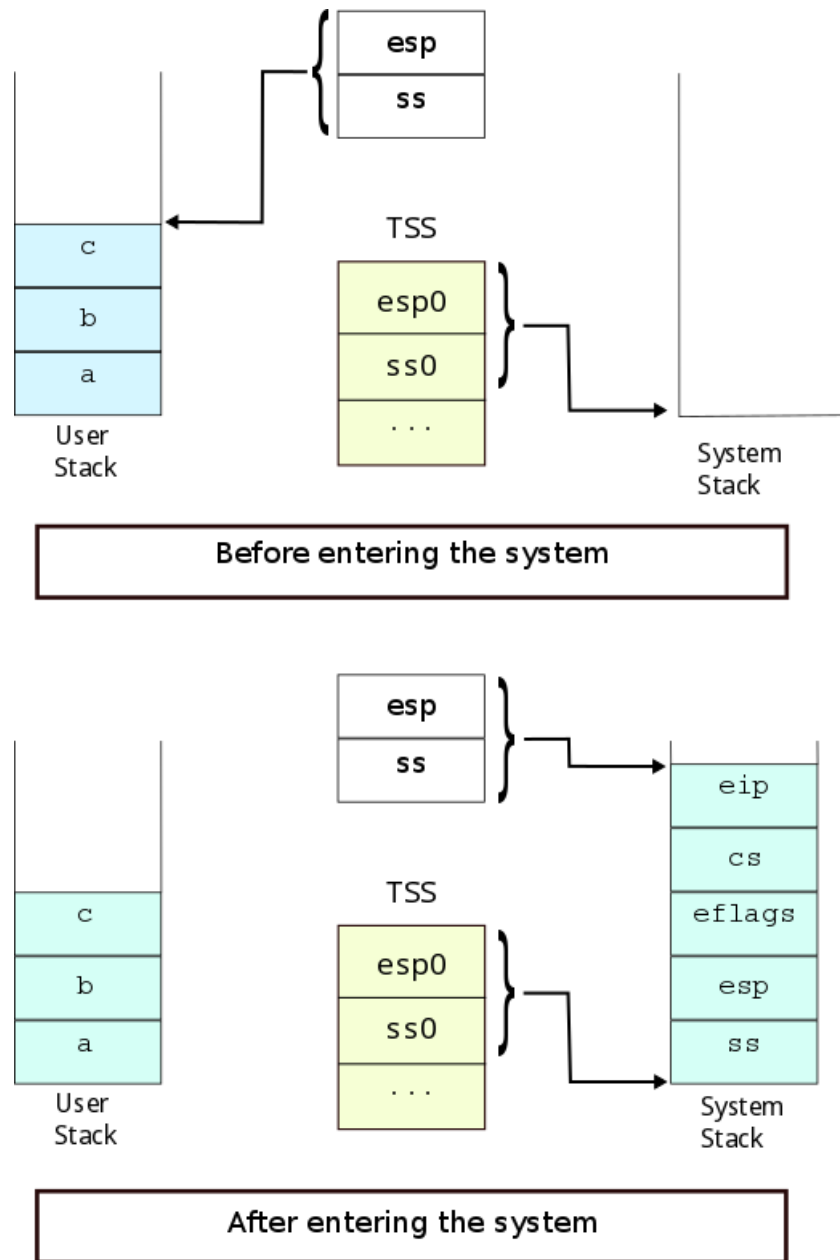 esp
ss
TSS
esp0
ss0
...
c
b
a
User
Stack
System
Stack
Before entering the system
esp
ss
TSS
esp0
ss0
...
c
b
a
User
Stack
eip
cs
eflags
esp
ss
System
Stack
After entering the system